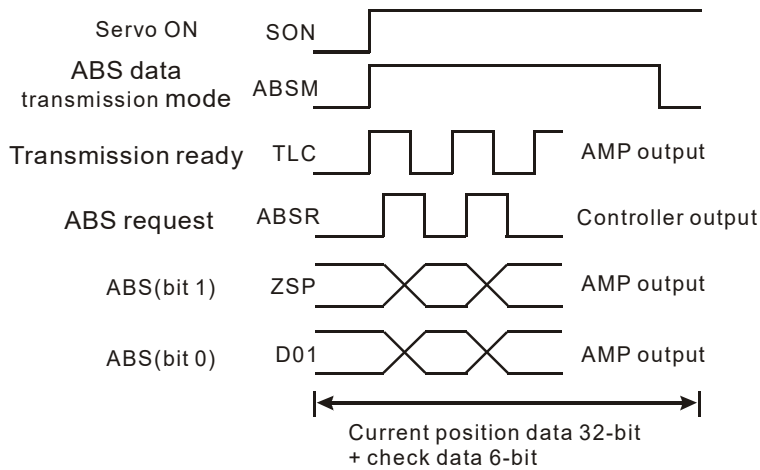 Servo ON SON
ABS data
transmission mode ABSM
Transmission ready TLC AMP output
ABS request ABSR Controller output
ABS(bit 1) ZSP AMP output
ABS(bit 0) D01 AMP output
Current position data 32-bit
+ check data 6-bit